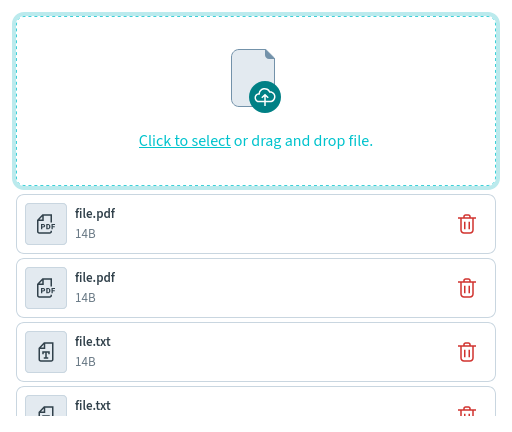 Click to select or drag and drop file.
PDF
file.pdf
14B
PDF
file.pdf
14B
T
file.txt
14B
file.txt